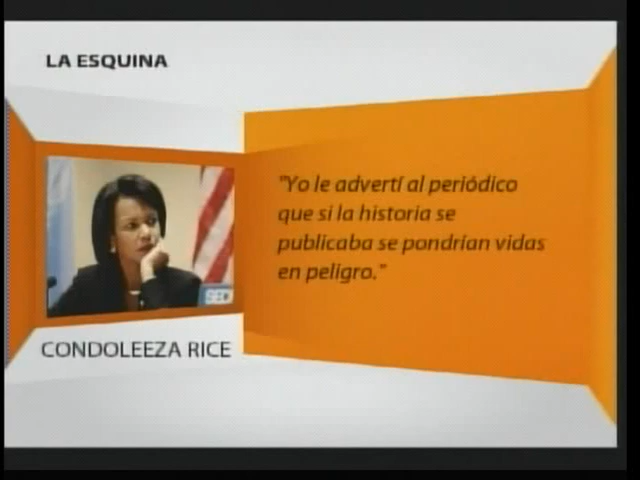 LA ESQUINA
"Yo le advertí al periódico
que si la historia se
publicaba se pondrían vidas
en peligro."
CONDOLEEZA RICE